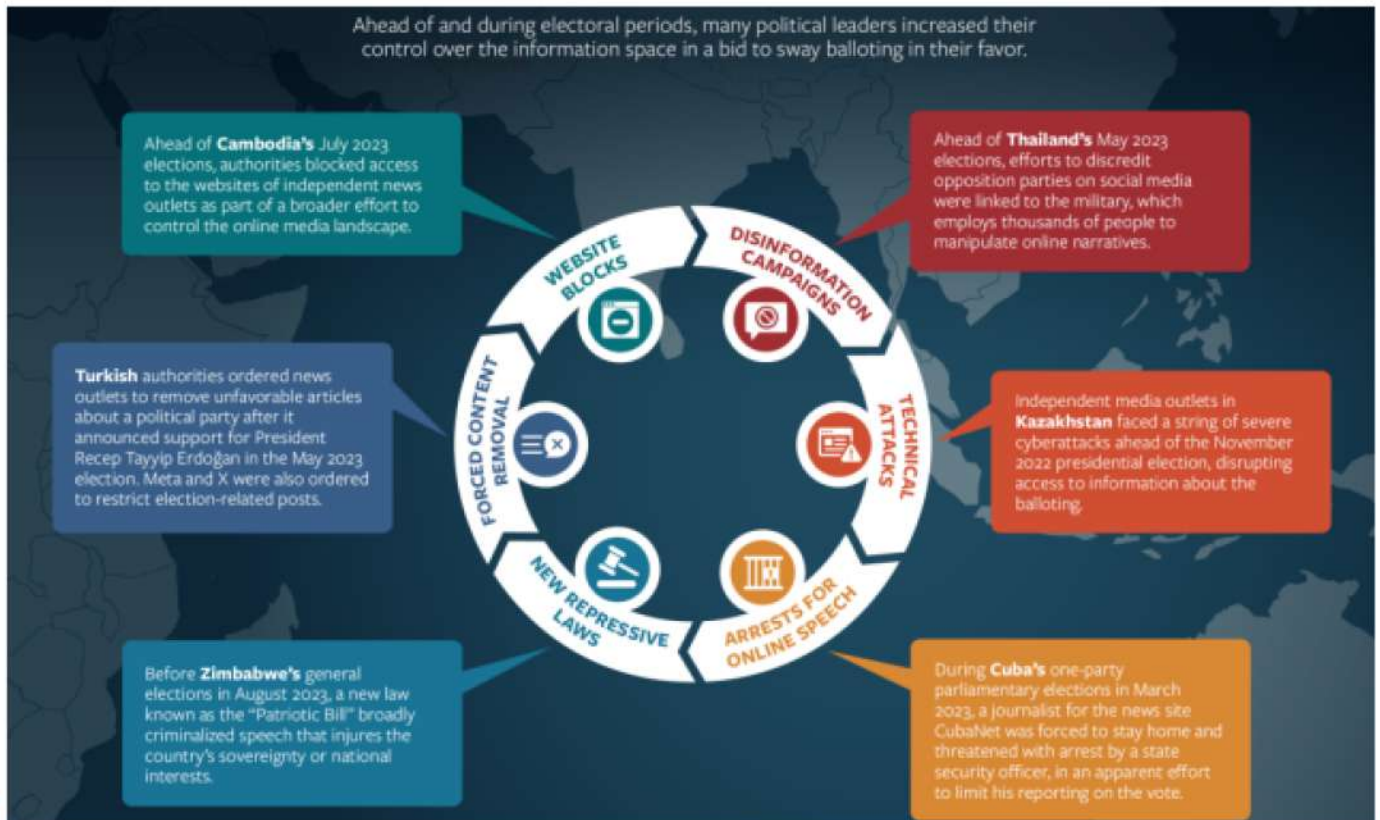 Ahead of and during electoral periods, many political leaders increased their
control over the information space in a bid to sway balloting in their favor.
Ahead of Cambodia's July 2023
elections, authorities blocked access
to the websites of independent news
outlets as part of a broader effort to
control the online media landscape.
Ahead of Thailand's May 2023
elections, efforts to discredit
opposition parties on social media
were linked to the military, which
employs thousands of people to
manipulate online narratives.
WEBSITE
BLOCKS
DISINFORMATION
CAMPAIGNS
Turkish authorities ordered news
outlets to remove unfavorable articles
about a political party after it
announced support for President
Recep Tayyip Erdoğan in the May 2023
election. Meta and X were also ordered
to restrict election-related posts.
FORCED CONTENT
REMOVAL
TECHNICAL
ATTACKS
Independent media outlets in
Kazakhstan faced a string of severe
cyberattacks ahead of the November
2022 presidential election, disrupting
access to information about the
balloting.
NEW REPRESSIVE
LAWS
ARRESTS FOR
ONLINE SPEECH
Before Zimbabwe's general
elections in August 2023, a new law
known as the "Patriotic Bill" broadly
criminalized speech that injures the
country's sovereignty or national
interests.
During Cuba's one-party
parliamentary elections in March
2023, a journalist for the news site
CubaNet was forced to stay home and
threatened with arrest by a state
security officer, in an apparent effort
to limit his reporting on the vote.